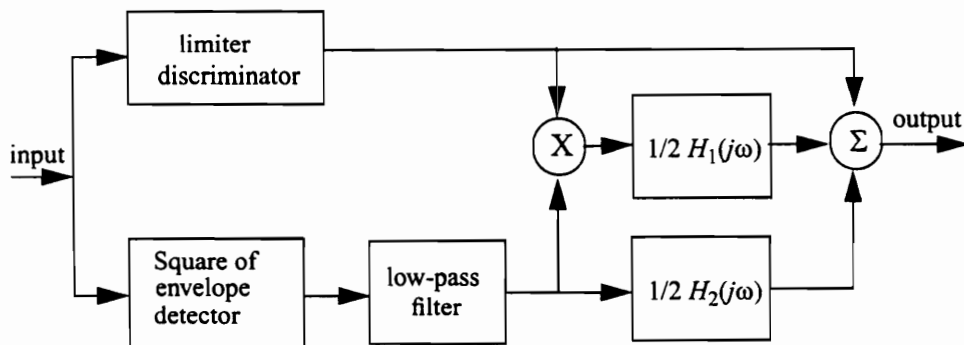 limiter
discriminator
input
X
1/2 H₁(jω)
Σ
output
Square of
envelope
detector
low-pass
filter
1/2 H₂(jω)